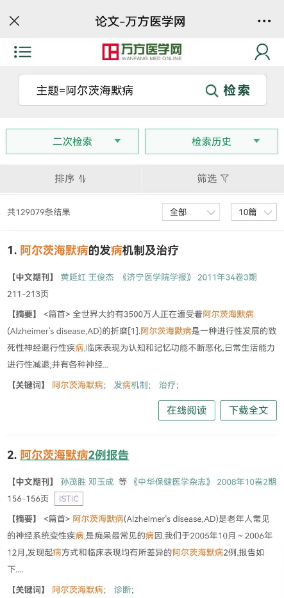 论文-万方医学网
万方医学网
WANFANG MED ONLINE
主题=阿尔茨海默病
检索
二次检索
检索历史
排序
筛选
共129079条结果
全部
10篇
1. 阿尔茨海默病的发病机制及治疗
【中文期刊】 黄延红 王俊杰 《济宁医学院学报》 2011年34卷3期
211-213页
【摘要】 <篇首> 全世界大约有3500万人正在遭受着阿尔茨海默病
(Alzheimer's disease,AD)的折磨[1].阿尔茨海默病是一种进行性发展的致
死性神经退行性疾病,临床表现为认知和记忆功能不断恶化,日常生活能力
进行性减退,并有各种神经...
【关键词】 阿尔茨海默病; 发病机制; 治疗;
在线阅读
下载全文
2. 阿尔茨海默病2例报告
【中文期刊】 孙茂胜 邓玉成 等 《中华保健医学杂志》 2008年10卷2期
156-156页 ISTIC
【摘要】 <篇首> 阿尔茨海默病(Alzheimer's disease,AD)是老年人常见
的神经系统变性疾病,是痴呆最常见的病因.我们于2005年10月~2006年
12月,发现起病方式和临床表现均有所差异的阿尔茨海默病2例,报告如
下....
【关键词】 阿尔茨海默病; 诊断;